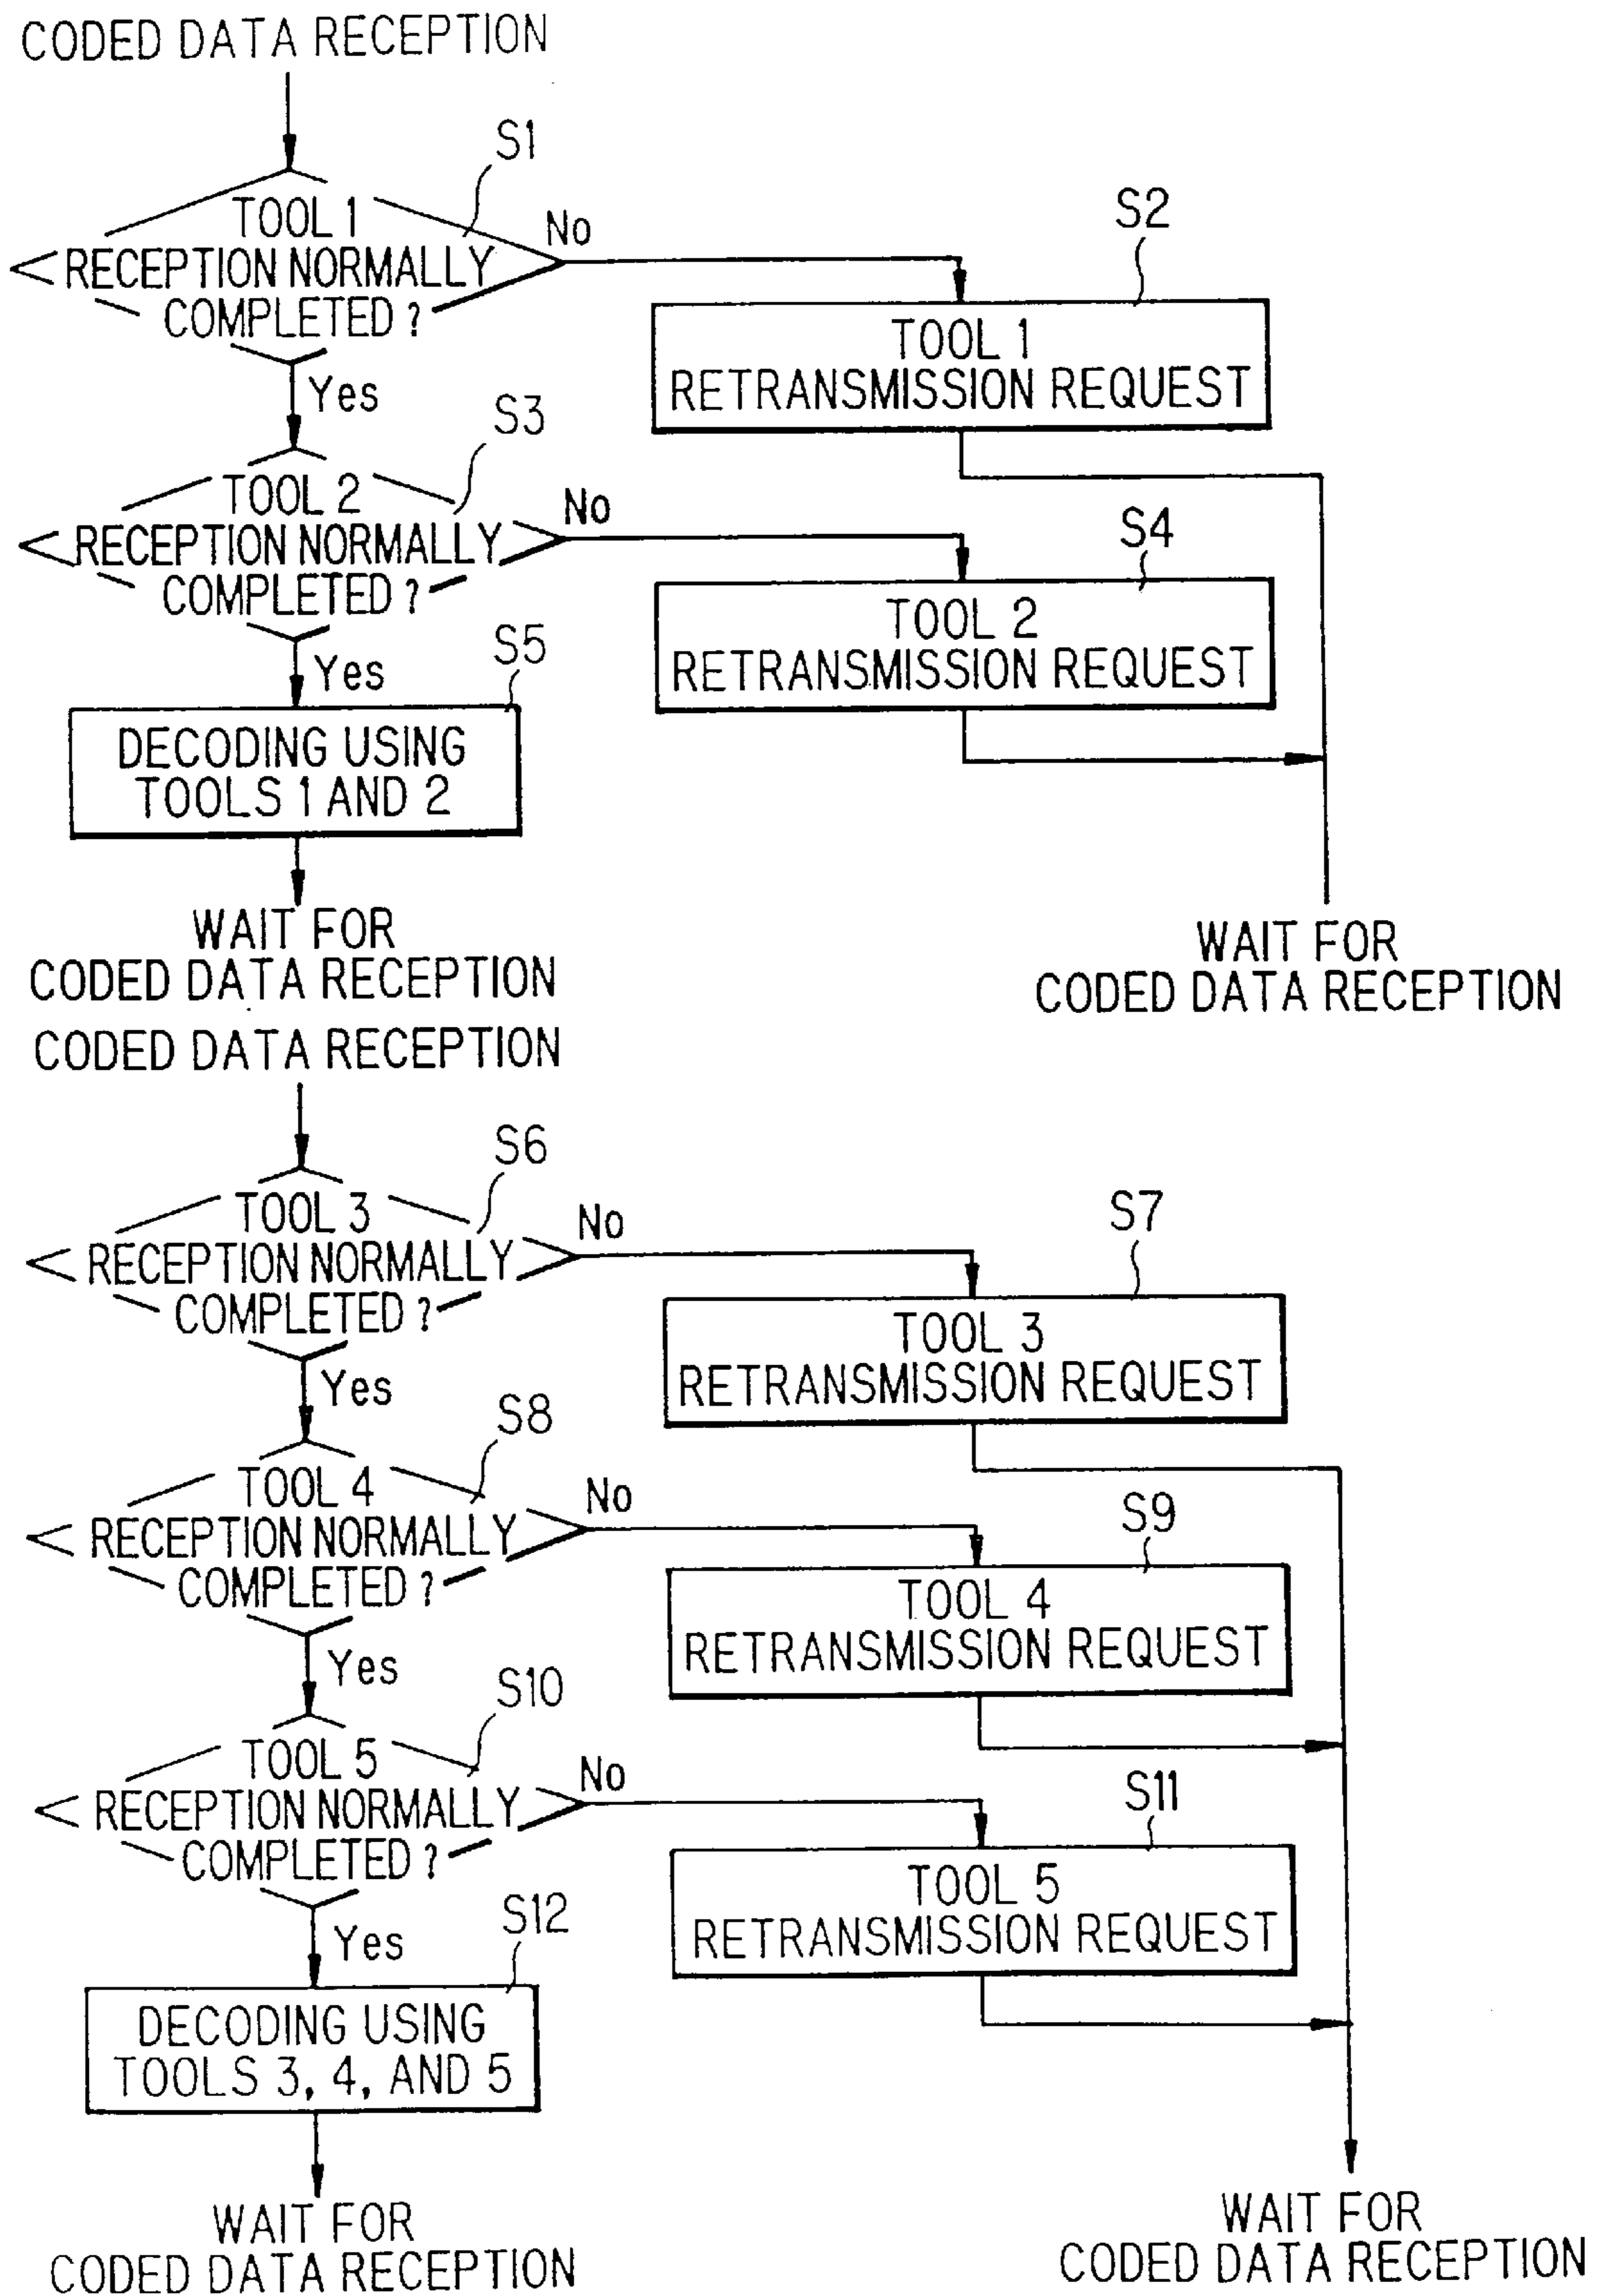 CODED DATA RECEPTION
S1
TOOL 1
RECEPTION NORMALLY
COMPLETED ?
No
S2
TOOL 1
RETRANSMISSION REQUEST
Yes
S3
TOOL 2
RECEPTION NORMALLY
COMPLETED ?
No
S4
TOOL 2
RETRANSMISSION REQUEST
Yes
S5
DECODING USING
TOOLS 1 AND 2
WAIT FOR
CODED DATA RECEPTION
WAIT FOR
CODED DATA RECEPTION
CODED DATA RECEPTION
S6
TOOL 3
RECEPTION NORMALLY
COMPLETED ?
No
S7
TOOL 3
RETRANSMISSION REQUEST
Yes
S8
TOOL 4
RECEPTION NORMALLY
COMPLETED ?
No
S9
TOOL 4
RETRANSMISSION REQUEST
Yes
S10
TOOL 5
RECEPTION NORMALLY
COMPLETED ?
No
S11
TOOL 5
RETRANSMISSION REQUEST
Yes
S12
DECODING USING
TOOLS 3, 4, AND 5
WAIT FOR
CODED DATA RECEPTION
WAIT FOR
CODED DATA RECEPTION